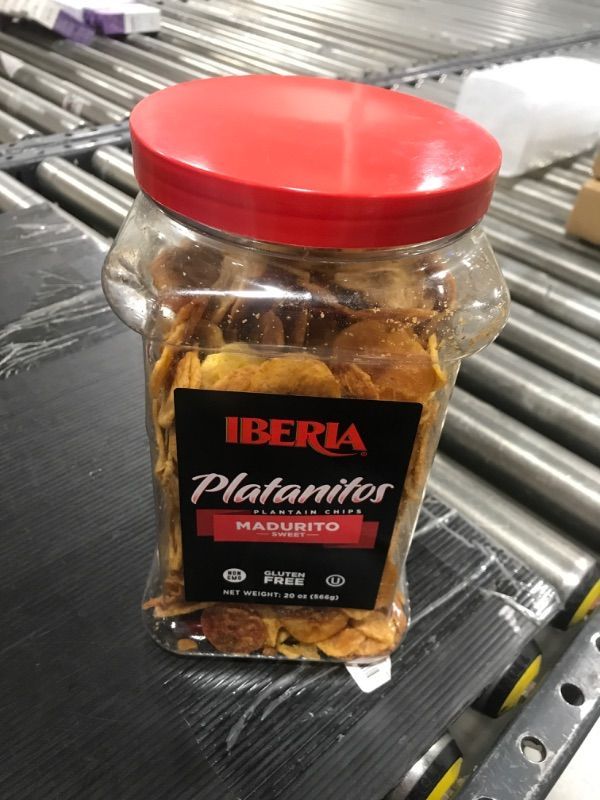 IBERIA
Platanitos
PLANTAIN CHIPS
MADURITO
SWEET
NON
GMO
GLUTEN
FREE
U
NET WEIGHT: 20 oz (566g)